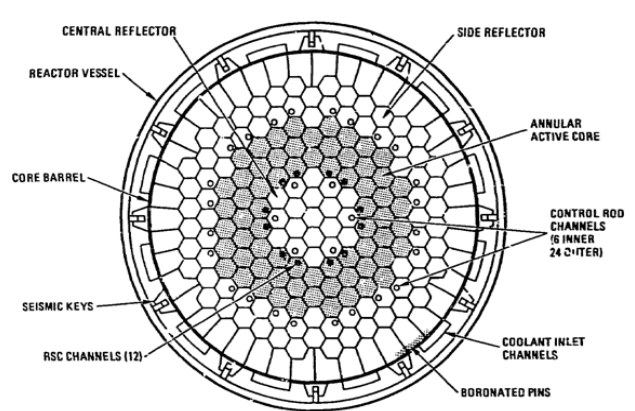 CENTRAL REFLECTOR
SIDE REFLECTOR
REACTOR VESSEL
ANNULAR
ACTIVE CORE
CORE BARREL
CONTROL ROD
CHANNELS
(6 INNER
24 OUTER)
SEISMIC KEYS
RSC CHANNELS (12)
COOLANT INLET
CHANNELS
BORONATED PINS